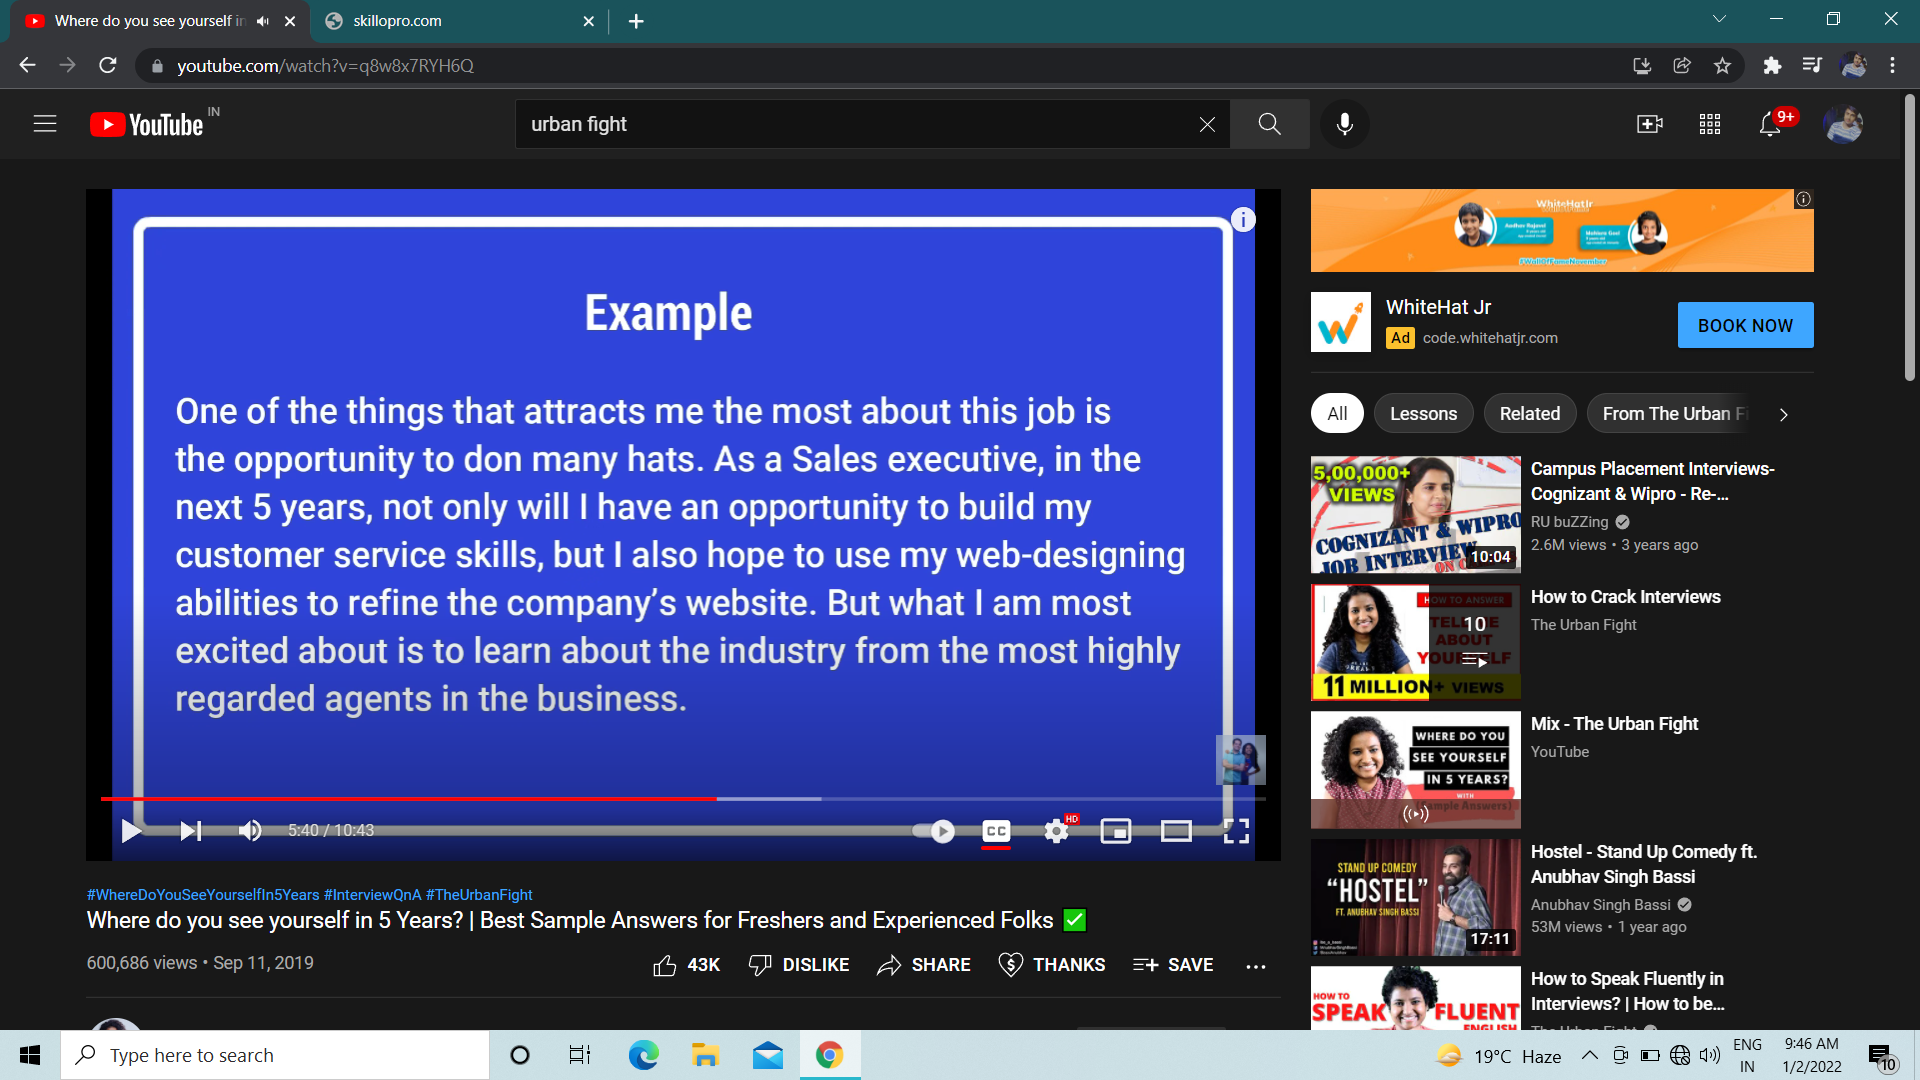 Where do you see yourself in
skillopro.com
youtube.com/watch?v=q8w8x7RYH6Q
YouTube IN
urban fight
9+
Example
One of the things that attracts me the most about this job is
the opportunity to don many hats. As a Sales executive, in the
next 5 years, not only will I have an opportunity to build my
customer service skills, but I also hope to use my web-designing
abilities to refine the company's website. But what I am most
excited about is to learn about the industry from the most highly
regarded agents in the business.
5:40 / 10:43
CC
HD
#WhereDoYouSeeYourselfIn5Years #InterviewQnA #TheUrbanFight
Where do you see yourself in 5 Years? | Best Sample Answers for Freshers and Experienced Folks ✅
600,686 views • Sep 11, 2019
43K DISLIKE SHARE THANKS SAVE
WhiteHatJr
#WallOfFameNovember
WhiteHat Jr
Ad code.whitehatjr.com
BOOK NOW
All Lessons Related From The Urban Fi
5,00,000+
VIEWS
COGNIZANT & WIPRO
JOB INTERVIEW
10:04
Campus Placement Interviews-
Cognizant & Wipro - Re-...
RU buZZing
2.6M views • 3 years ago
HOW TO ANSWER
TELL ME
ABOUT
YOURSELF
10
11 MILLION+ VIEWS
How to Crack Interviews
The Urban Fight
WHERE DO YOU
SEE YOURSELF
IN 5 YEARS?
WITH
(Sample Answers)
Mix - The Urban Fight
YouTube
STAND UP COMEDY
“HOSTEL”
FT. ANUBHAV SINGH BASSI
17:11
Hostel - Stand Up Comedy ft.
Anubhav Singh Bassi
Anubhav Singh Bassi
53M views • 1 year ago
HOW TO
SPEAK FLUENT
ENGLISH
How to Speak Fluently in
Interviews? | How to be...
The Urban Fight
Type here to search
19°C Haze
ENG
IN
9:46 AM
1/2/2022
10